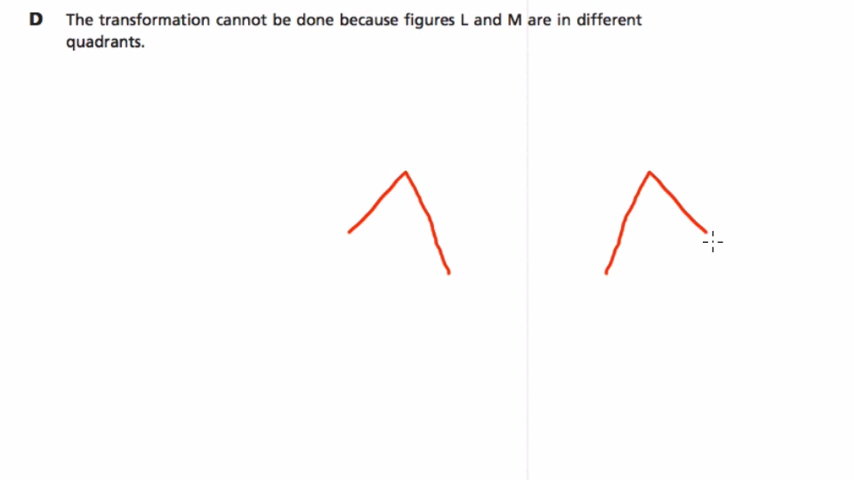 D The transformation cannot be done because figures L and M are in different
quadrants.